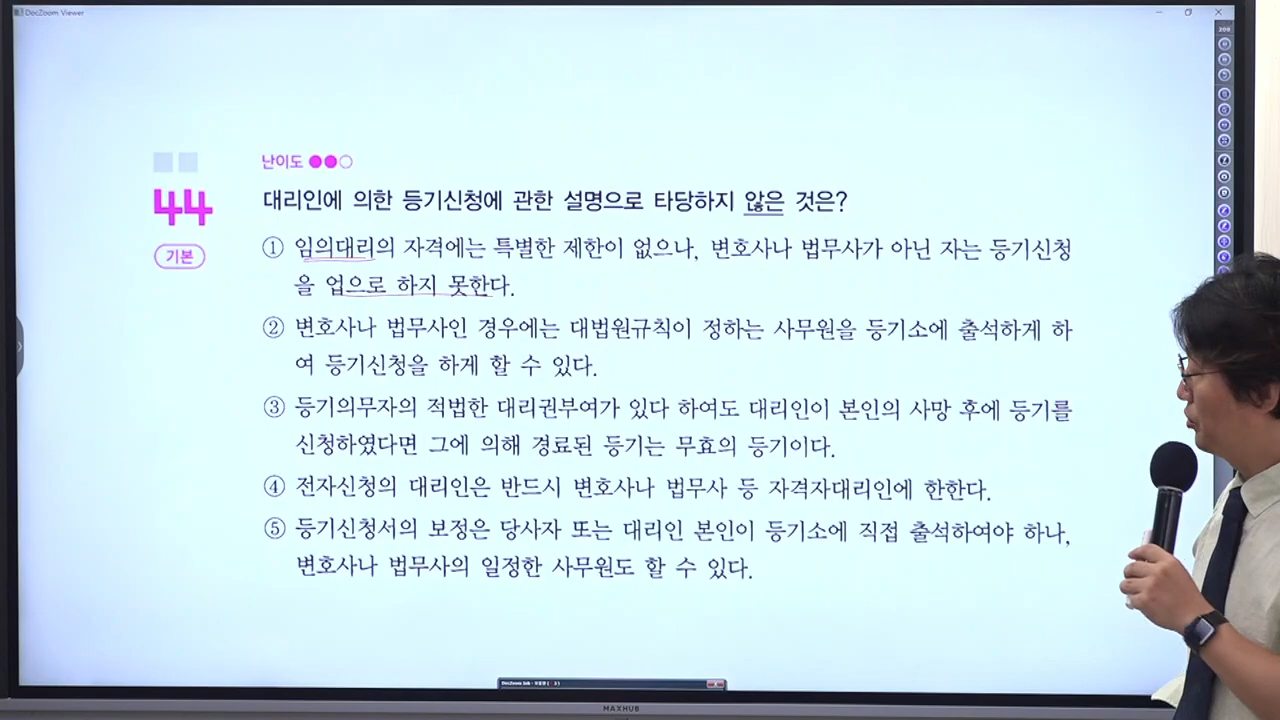 DocZoom Viewer
200
난이도
44
기본
대리인에 의한 등기신청에 관한 설명으로 타당하지 않은 것은?
① 임의대리의 자격에는 특별한 제한이 없으나, 변호사나 법무사가 아닌 자는 등기신청
을 업으로 하지 못한다.
② 변호사나 법무사인 경우에는 대법원규칙이 정하는 사무원을 등기소에 출석하게 하
여 등기신청을 하게 할 수 있다.
③ 등기의무자의 적법한 대리권부여가 있다 하여도 대리인이 본인의 사망 후에 등기를
신청하였다면 그에 의해 경료된 등기는 무효의 등기이다.
④ 전자신청의 대리인은 반드시 변호사나 법무사 등 자격자대리인에 한한다.
⑤ 등기신청서의 보정은 당사자 또는 대리인 본인이 등기소에 직접 출석하여야 하나,
변호사나 법무사의 일정한 사무원도 할 수 있다.
MAXHUB